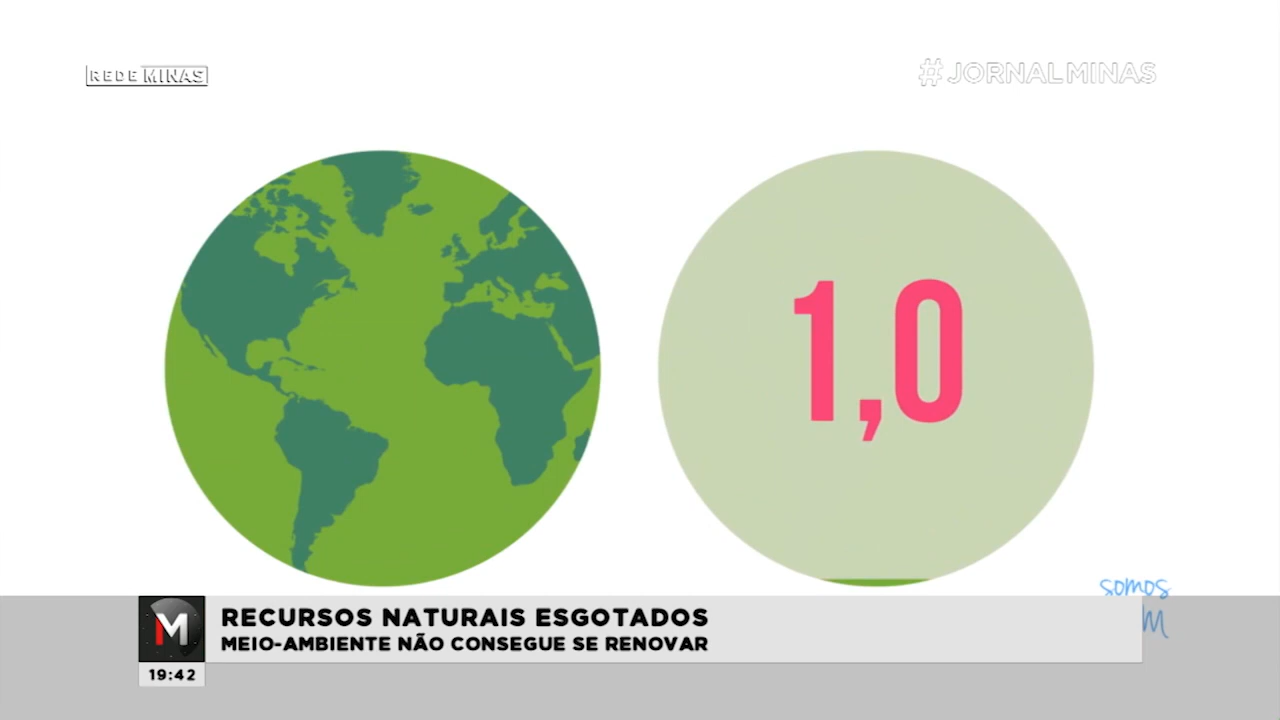 REDE MINAS
#JORNALMINAS
1,0
somos
M
RECURSOS NATURAIS ESGOTADOS
MEIO-AMBIENTE NÃO CONSEGUE SE RENOVAR
19:42